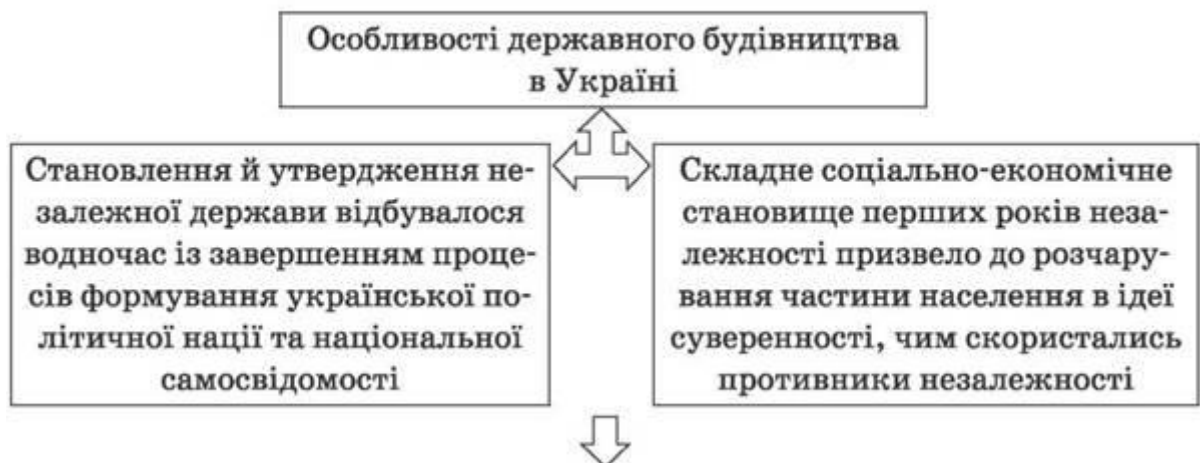 Особливості державного будівництва
в Україні
Становлення й утвердження не-
залежної держави відбувалося
водночас із завершенням проце-
сів формування української по-
літичної нації та національної
самосвідомості
Складне соціально-економічне
становище перших років неза-
лежності призвело до розчару-
вання частини населення в ідеї
суверенності, чим скористались
противники незалежності